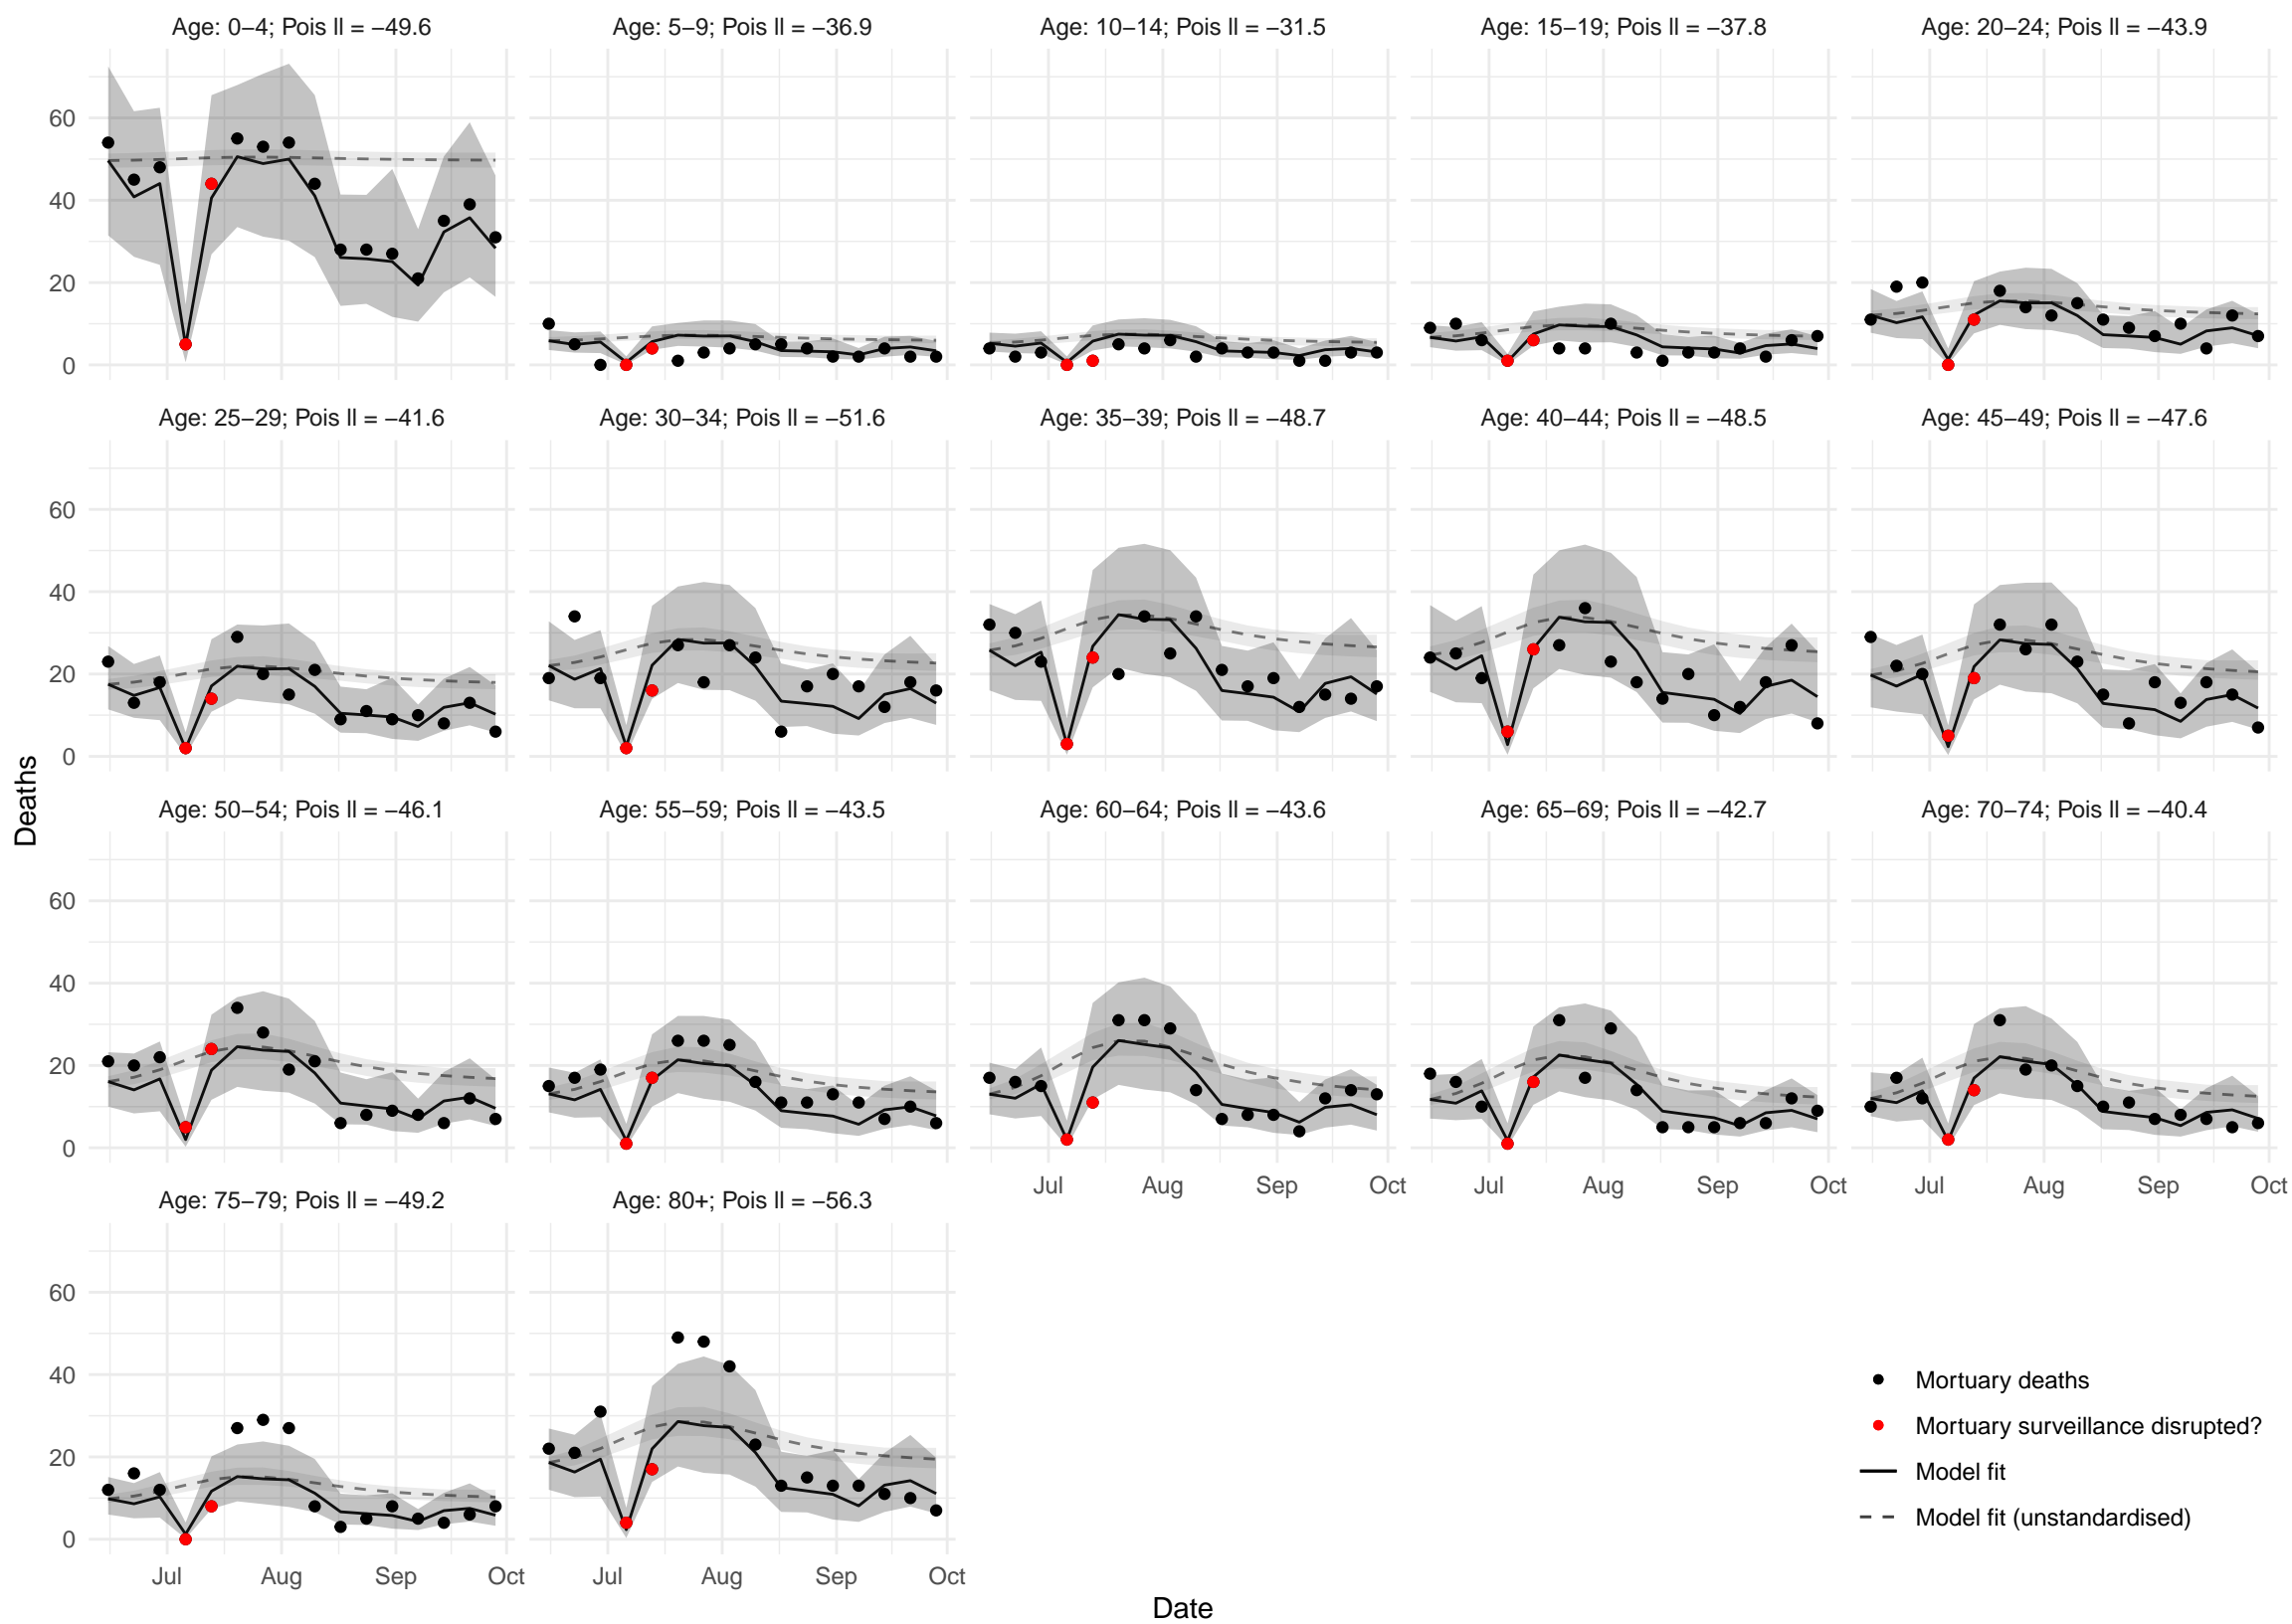 Age: 0−4; Pois ll = −49.6
Age: 5−9; Pois ll = −36.9
Age: 10−14; Pois ll = −31.5
Age: 15−19; Pois ll = −37.8
Age: 20−24; Pois ll = −43.9
60
40
20
0
Age: 25−29; Pois ll = −41.6
Age: 30−34; Pois ll = −51.6
Age: 35−39; Pois ll = −48.7
Age: 40−44; Pois ll = −48.5
Age: 45−49; Pois ll = −47.6
60
40
20
0
Deaths
Age: 50−54; Pois ll = −46.1
Age: 55−59; Pois ll = −43.5
Age: 60−64; Pois ll = −43.6
Age: 65−69; Pois ll = −42.7
Age: 70−74; Pois ll = −40.4
60
40
20
0
Jul Aug Sep Oct
Jul Aug Sep Oct
Jul Aug Sep Oct
Age: 75−79; Pois ll = −49.2
Age: 80+; Pois ll = −56.3
60
40
20
0
Jul Aug Sep Oct
Jul Aug Sep Oct
Mortuary deaths
Mortuary surveillance disrupted?
Model fit
Model fit (unstandardised)
Date